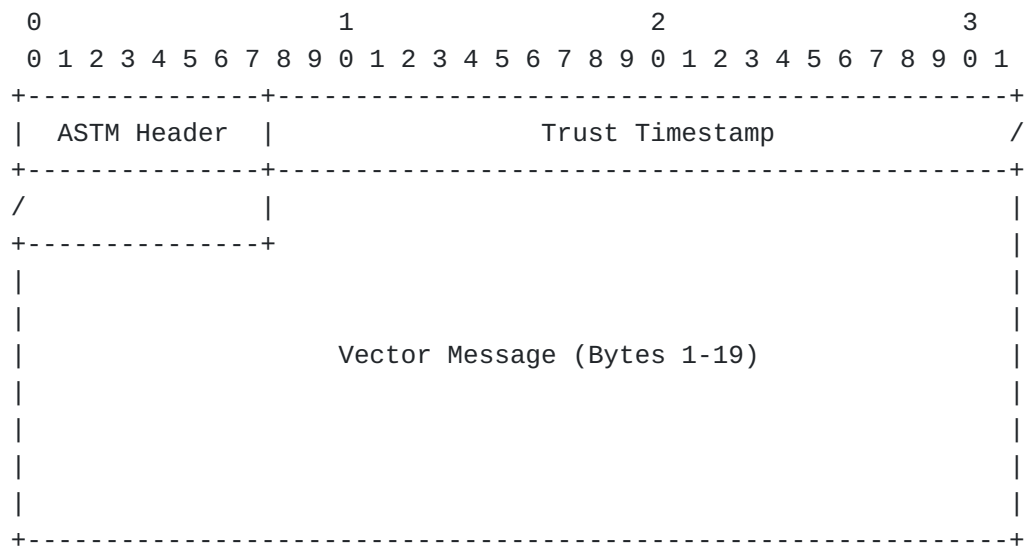 0                   1                   2                   3
 0 1 2 3 4 5 6 7 8 9 0 1 2 3 4 5 6 7 8 9 0 1 2 3 4 5 6 7 8 9 0 1
+---------------+-----------------------------------------------+
|  ASTM Header  |                 Trust Timestamp               /
+---------------+-----------------------------------------------+
/               |                                               |
+---------------+                                               |
|                                                               |
|                                                               |
|                    Vector Message (Bytes 1-19)                |
|                                                               |
|                                                               |
|                                                               |
|                                                               |
+---------------------------------------------------------------+